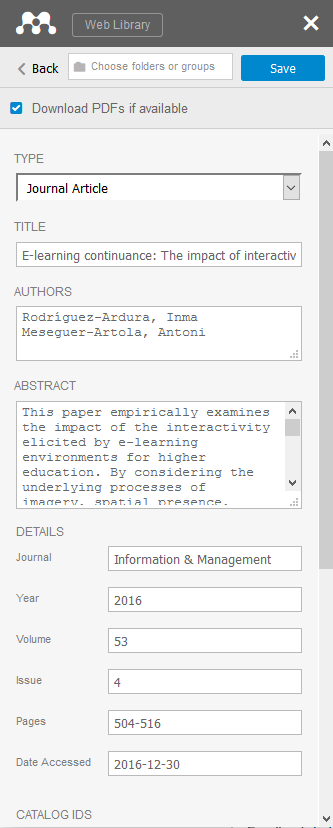 Web Library
Back
Choose folders or groups
Save
Download PDFs if available
TYPE
Journal Article
TITLE
E-learning continuance: The impact of interactiv
AUTHORS
Rodríguez-Ardura, Inma
Meseguer-Artola, Antoni
ABSTRACT
This paper empirically examines
the impact of the interactivity
elicited by e-learning
environments for higher
education. By considering the
underlying processes of
imagery, spatial presence,
DETAILS
Journal
Information & Management
Year
2016
Volume
53
Issue
4
Pages
504-516
Date Accessed
2016-12-30
CATALOG IDS